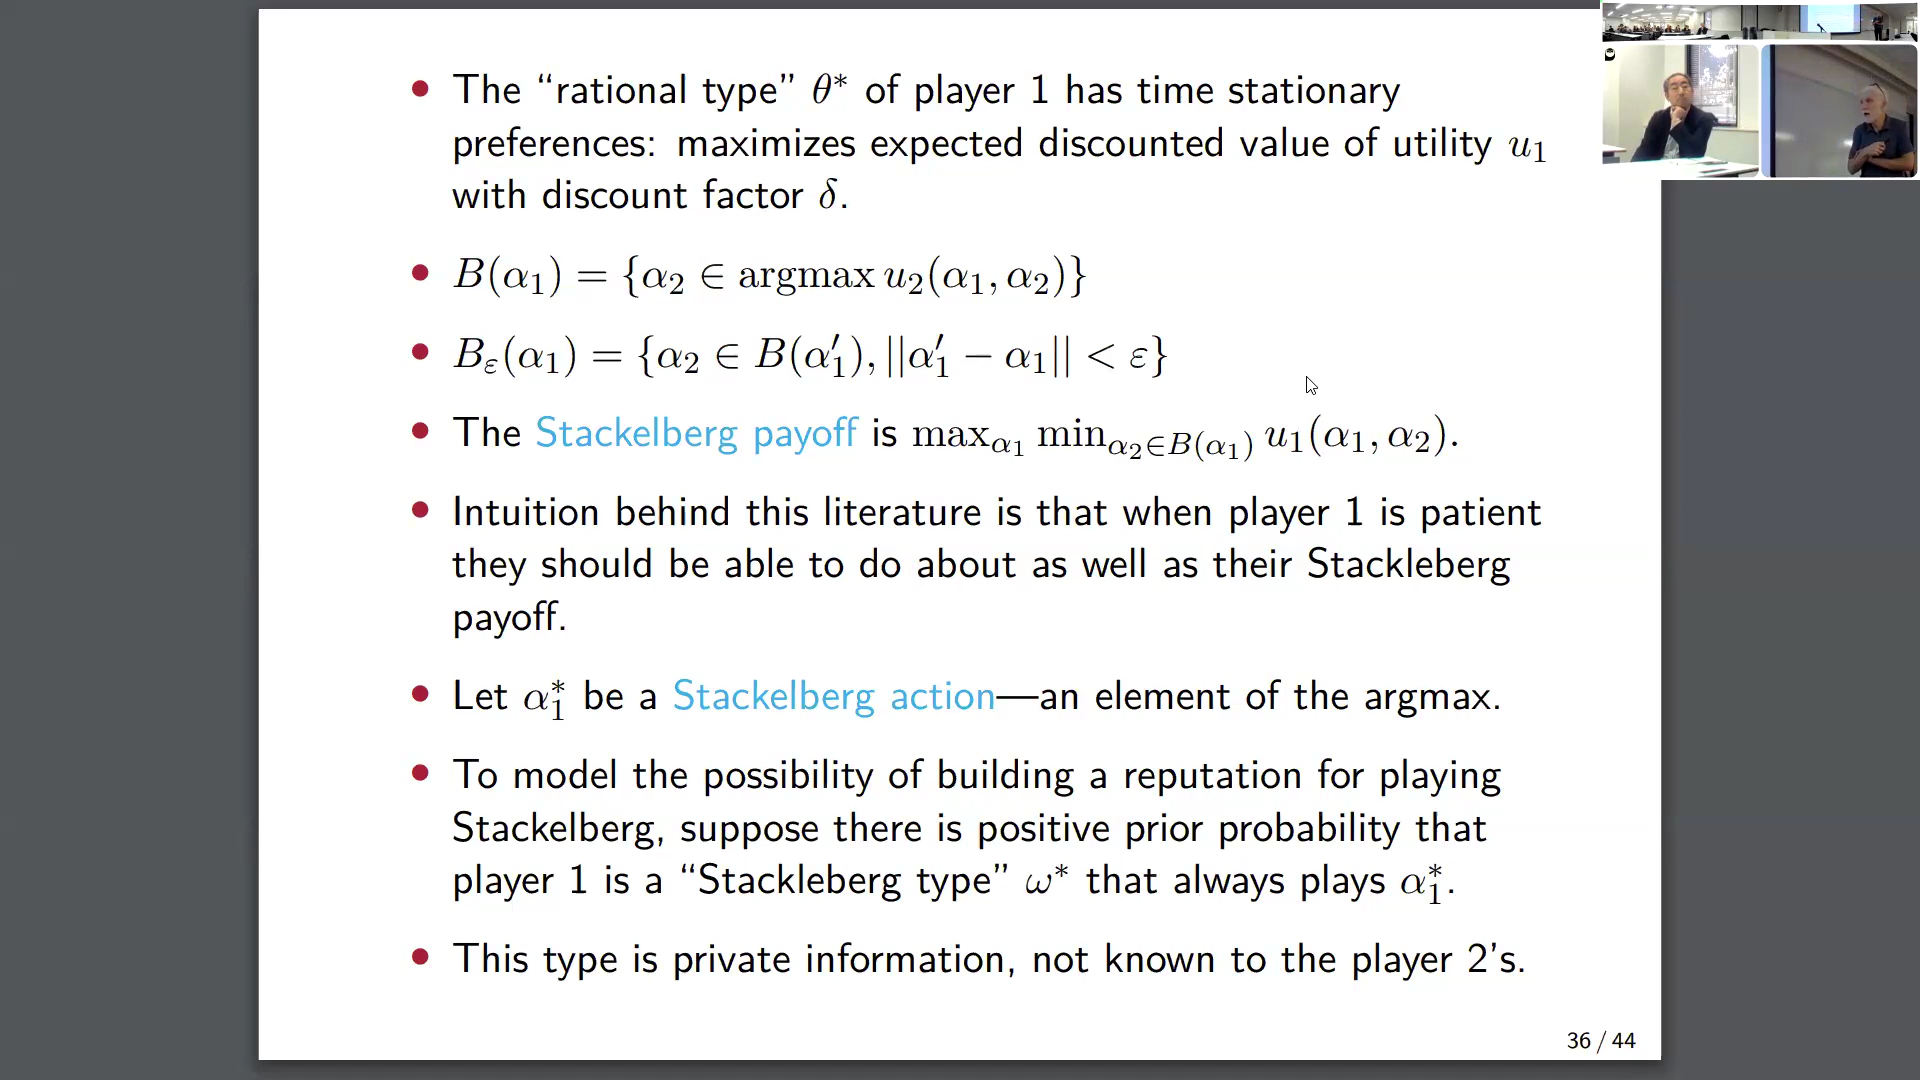 • The “rational type” θ* of player 1 has time stationary
preferences: maximizes expected discounted value of utility u₁
with discount factor δ.
• B(α₁) = {α₂ ∈ argmax u₂(α₁, α₂)}
• Bε(α₁) = {α₂ ∈ B(α′₁), ||α′₁ − α₁|| < ε}
• The Stackelberg payoff is max_α₁ min_α₂∈B(α₁) u₁(α₁, α₂).
• Intuition behind this literature is that when player 1 is patient
they should be able to do about as well as their Stackleberg
payoff.
• Let α₁* be a Stackelberg action—an element of the argmax.
• To model the possibility of building a reputation for playing
Stackelberg, suppose there is positive prior probability that
player 1 is a “Stackleberg type” ω* that always plays α₁*.
• This type is private information, not known to the player 2’s.
36 / 44